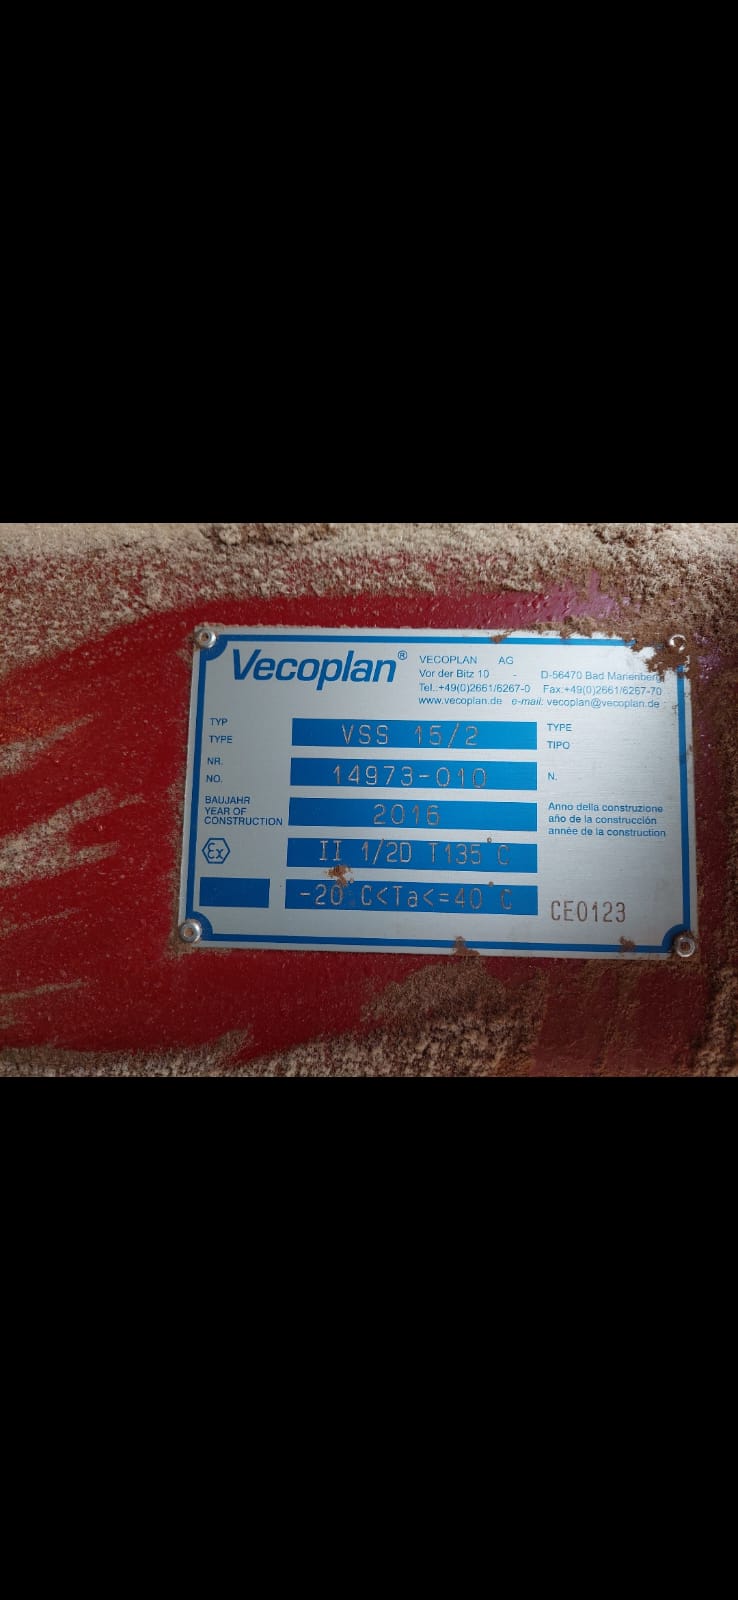 Vecoplan®
VECOPLAN AG
Vor der Bitz 10 - D-56470 Bad Marienberg
Tel.:+49(0)2661/6267-0 Fax:+49(0)2661/6267-70
www.vecoplan.de e-mail: vecoplan@vecoplan.de
TYP
TYPE
VSS 15/2
TYPE
TIPO
NR.
NO.
14973-010
N.
BAUJAHR
YEAR OF
CONSTRUCTION
2016
Anno della construzione
año de la construcción
année de la construction
Ex
II 1/2D T135°C
-20°C<Ta<=40°C
CE0123